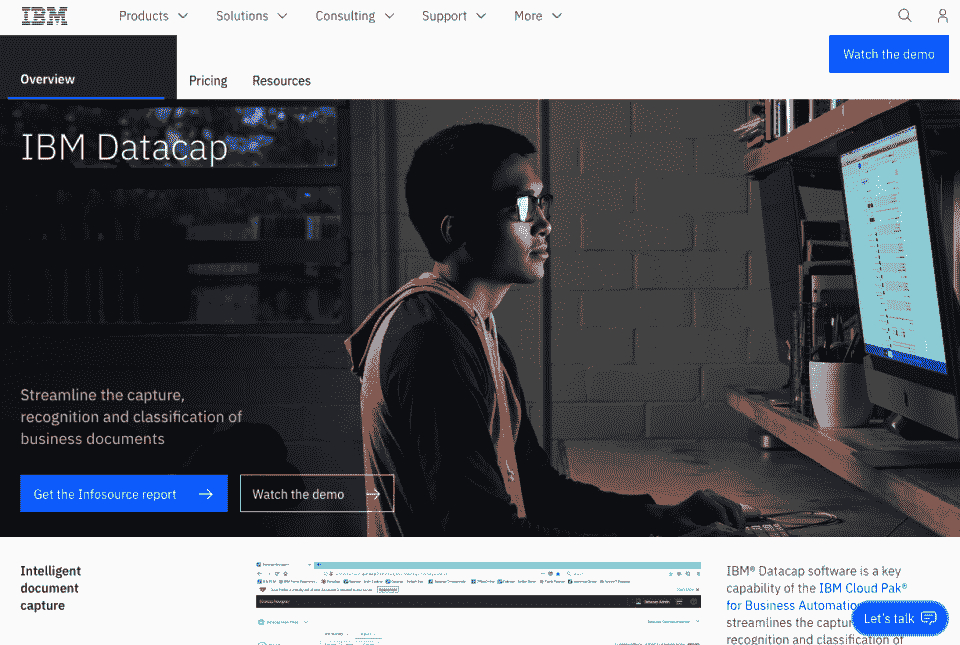 IBM
Products
Solutions
Consulting
Support
More
Watch the demo
Overview
Pricing
Resources
IBM Datacap
Streamline the capture,
recognition and classification of
business documents
Get the Infosource report
Watch the demo
Intelligent
document
capture
IBM® Datacap software is a key
capability of the IBM Cloud Pak®
for Business Automation
streamlines the captu
recognition and classification of
Let's talk